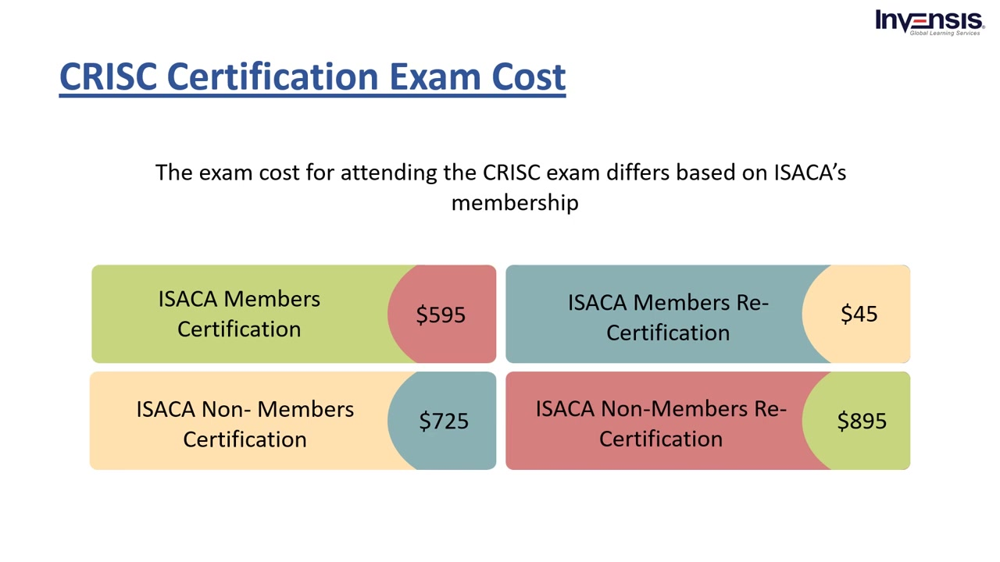 Invensis®
Global Learning Services
CRISC Certification Exam Cost
The exam cost for attending the CRISC exam differs based on ISACA’s
membership
ISACA Members
Certification
$595
ISACA Members Re-
Certification
$45
ISACA Non- Members
Certification
$725
ISACA Non-Members Re-
Certification
$895